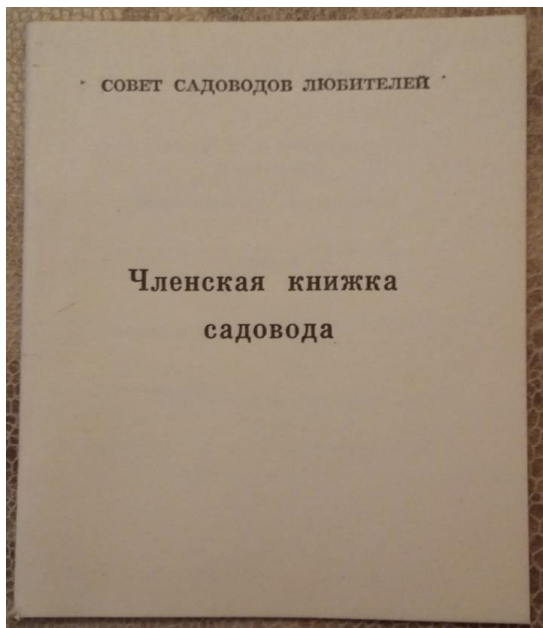 СОВЕТ САДОВОДОВ ЛЮБИТЕЛЕЙ
Членская книжка
садовода